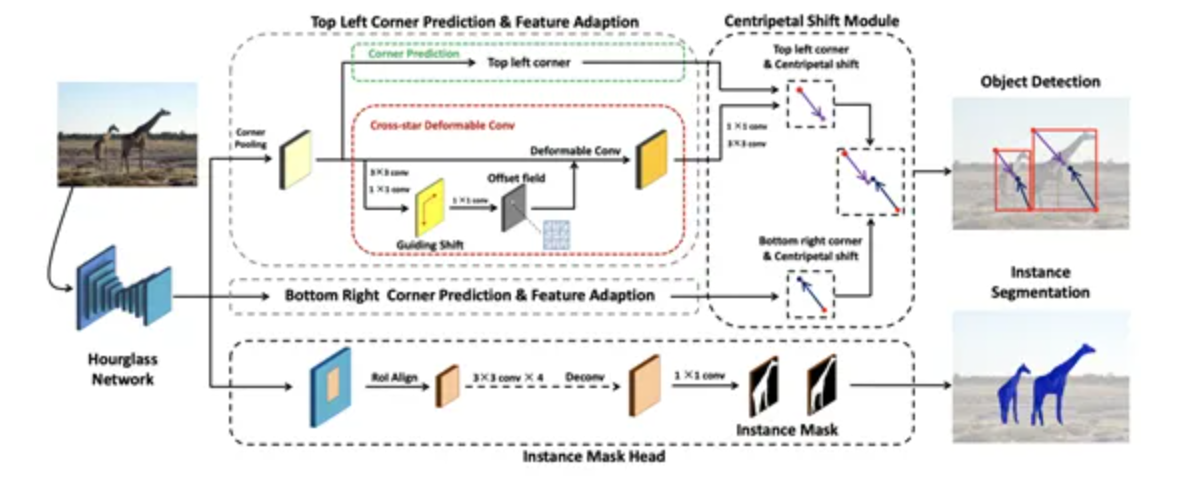 Top Left Corner Prediction & Feature Adaption
Centripetal Shift Module
Corner Prediction
Top left corner
Top left corner
& Centripetal shift
Object Detection
Corner
Pooling
Cross-star Deformable Conv
1×1 conv
3×3 conv
Deformable Conv
3×3 conv
1×1 conv
Offset field
1×1 conv
Guiding Shift
Bottom right corner
& Centripetal shift
Bottom Right Corner Prediction & Feature Adaption
Instance
Segmentation
Hourglass
Network
RoI Align
3×3 conv × 4
Deconv
1×1 conv
Instance Mask
Instance Mask Head